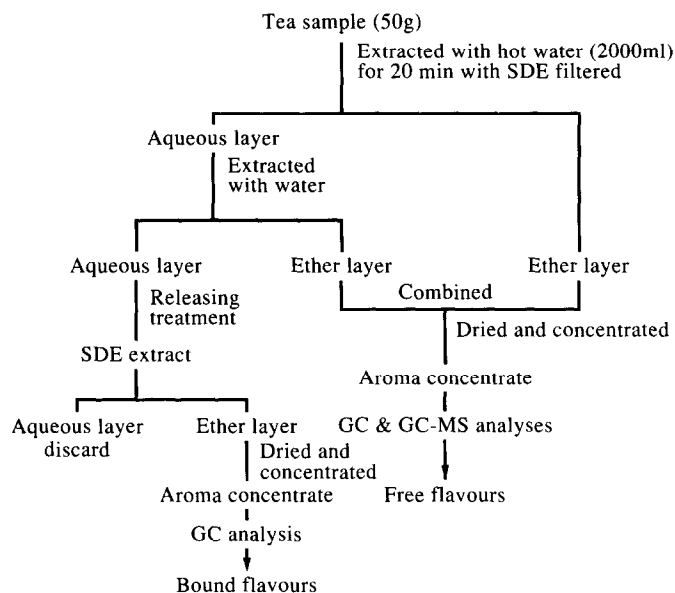 Tea sample (50g)
Extracted with hot water (2000ml)
for 20 min with SDE filtered
Aqueous layer
Extracted
with water
Aqueous layer
Ether layer
Ether layer
Releasing
treatment
Combined
Dried and concentrated
SDE extract
Aroma concentrate
Aqueous layer
discard
Ether layer
GC & GC-MS analyses
Dried and
concentrated
Aroma concentrate
Free flavours
GC analysis
Bound flavours